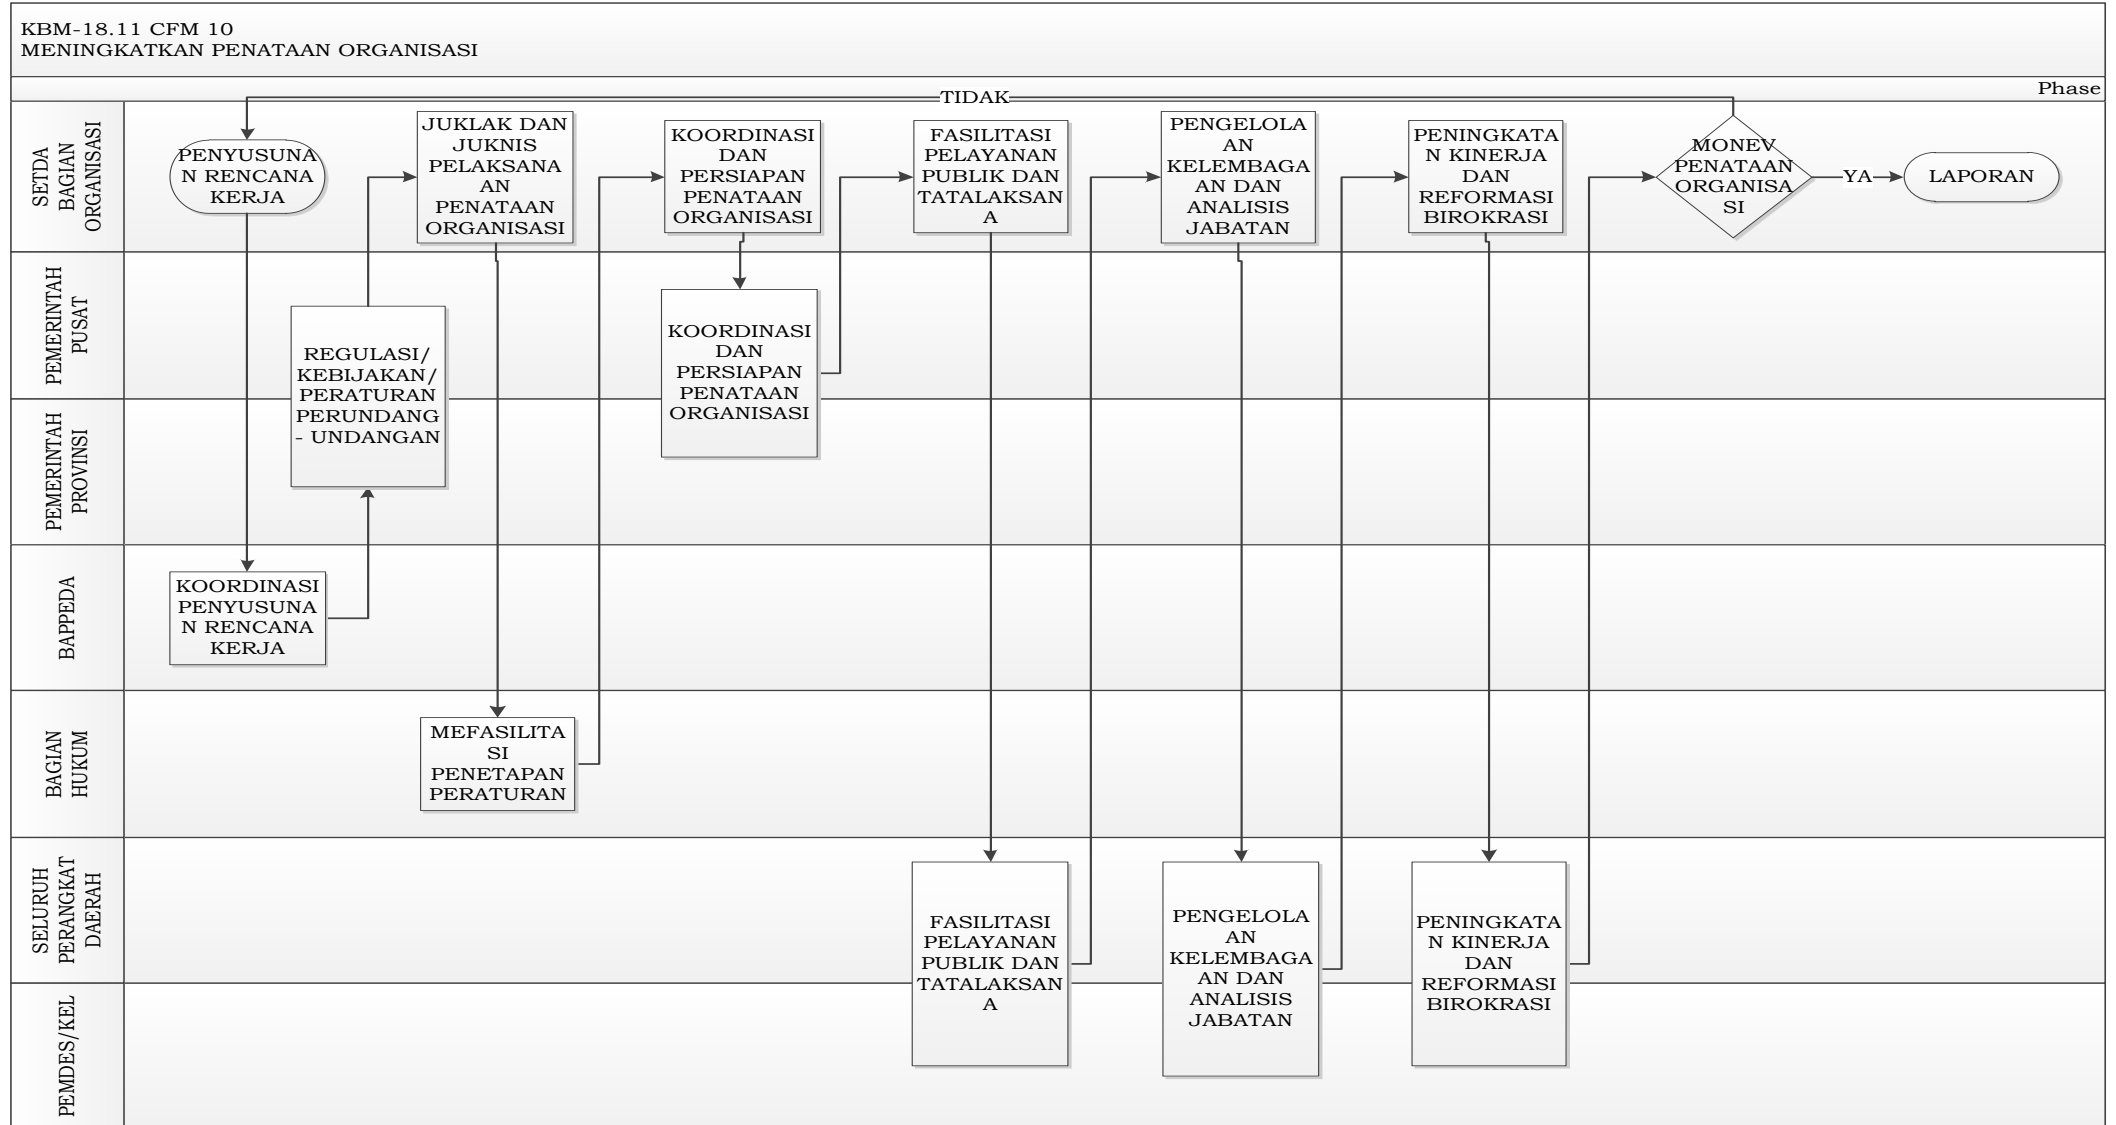 KBM-18.11 CFM 10
MENINGKATKAN PENATAAN ORGANISASI
Phase
TIDAK
SETDA
BAGIAN
ORGANISASI
PENYUSUNA
N RENCANA
KERJA
JUKLAK DAN
JUKNIS
PELAKSANA
AN
PENATAAN
ORGANISASI
KOORDINASI
DAN
PERSIAPAN
PENATAAN
ORGANISASI
FASILITASI
PELAYANAN
PUBLIK DAN
TATALAKSAN
A
PENGELOLA
AN
KELEMBAGA
AN DAN
ANALISIS
JABATAN
PENINGKATA
N KINERJA
DAN
REFORMASI
BIROKRASI
MONEV
PENATAAN
ORGANISA
SI
YA
LAPORAN
PEMERINTAH
PUSAT
REGULASI/
KEBIJAKAN/
PERATURAN
PERUNDANG
- UNDANGAN
KOORDINASI
DAN
PERSIAPAN
PENATAAN
ORGANISASI
PEMERINTAH
PROVINSI
BAPPEDA
KOORDINASI
PENYUSUNA
N RENCANA
KERJA
BAGIAN
HUKUM
MEFASILITA
SI
PENETAPAN
PERATURAN
SELURUH
PERANGKAT
DAERAH
FASILITASI
PELAYANAN
PUBLIK DAN
TATALAKSAN
A
PENGELOLA
AN
KELEMBAGA
AN DAN
ANALISIS
JABATAN
PENINGKATA
N KINERJA
DAN
REFORMASI
BIROKRASI
PEMDES/KEL